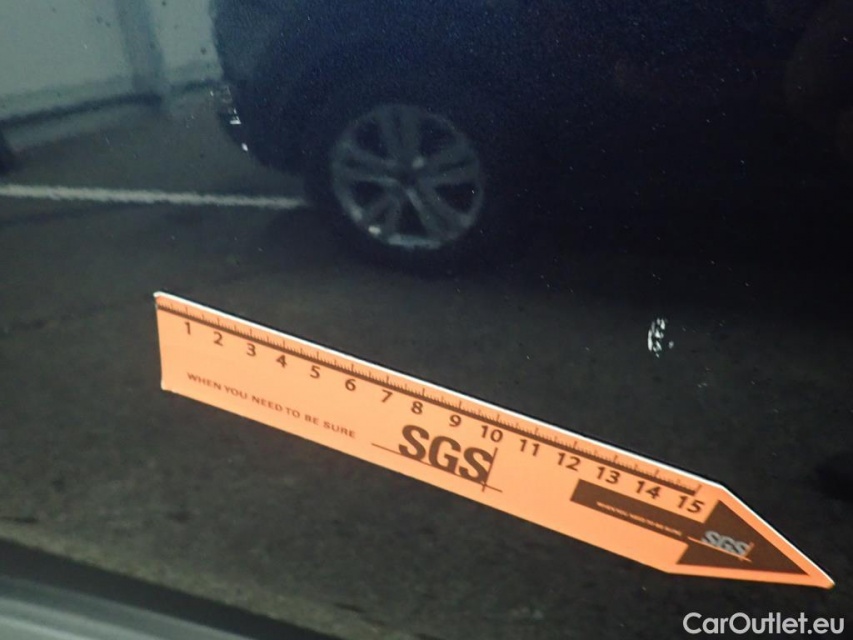 1 2 3 4 5 6 7 8 9 10 11 12 13 14 15
WHEN YOU NEED TO BE SURE
SGS
SGS
CarOutlet.eu